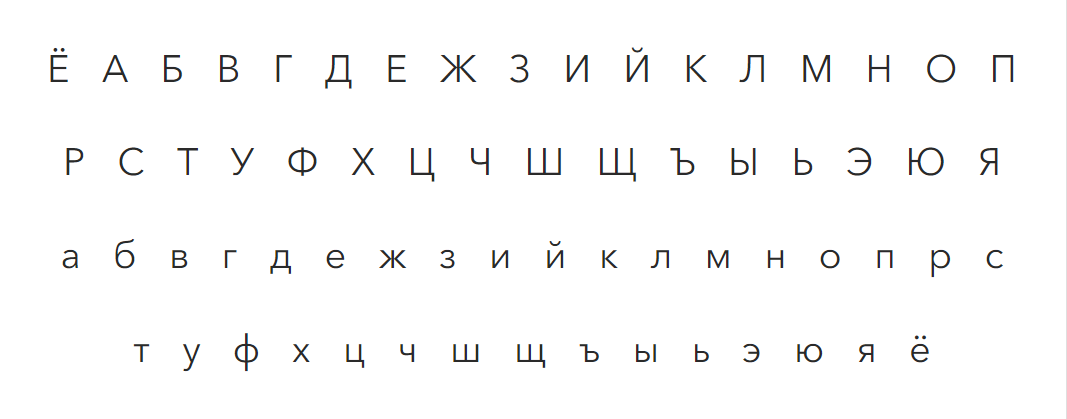 Ё А Б В Г Д Е Ж З И Й К Л М Н О П
Р С Т У Ф Х Ц Ч Ш Щ Ъ Ы Ь Э Ю Я
а б в г д е ж з и й к л м н о п р с
т у ф х ц ч ш щ ъ ы ь э ю я ё